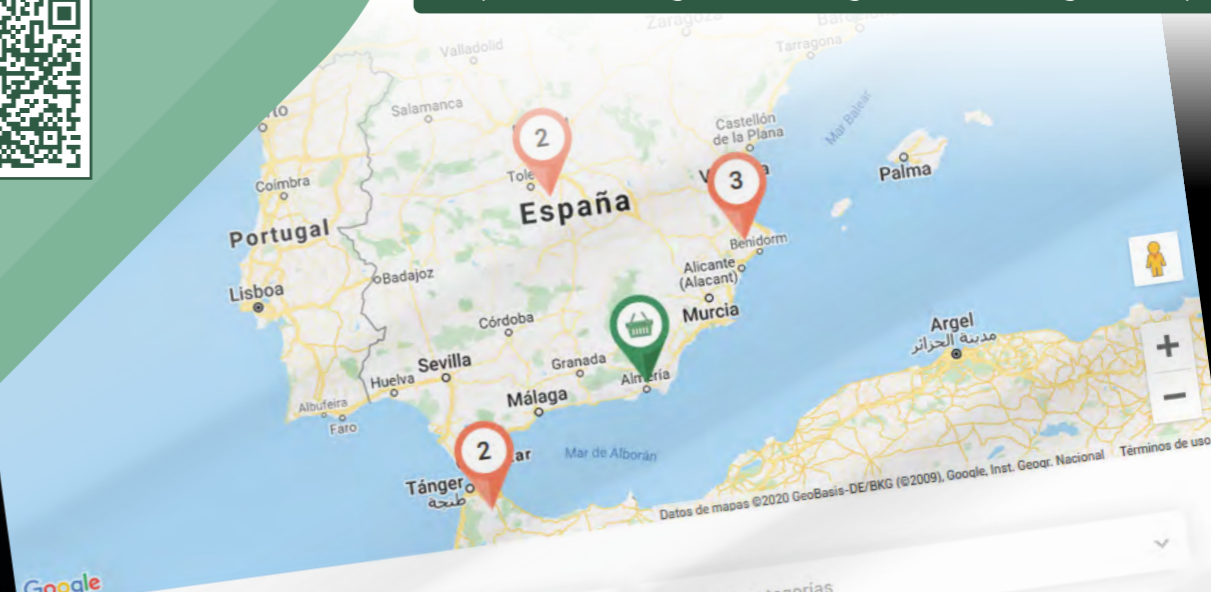 Zaragoza
Valladolid
Tarragona
Salamanca
2
Castellón
de la Plana
Mar Balear
Palma
Coimbra
3
España
Portugal
Benidorm
Badajoz
Alicante
(Alacant)
Lisboa
Murcia
Córdoba
Argel
مدينة الجزائر
Sevilla
Granada
Huelva
Almería
Málaga
Albufeira
Faro
2
Mar de Alborán
Tánger
طنجة
Datos de mapas ©2020 GeoBasis-DE/BKG (©2009), Google, Inst. Geogr. Nacional Términos de uso
Google